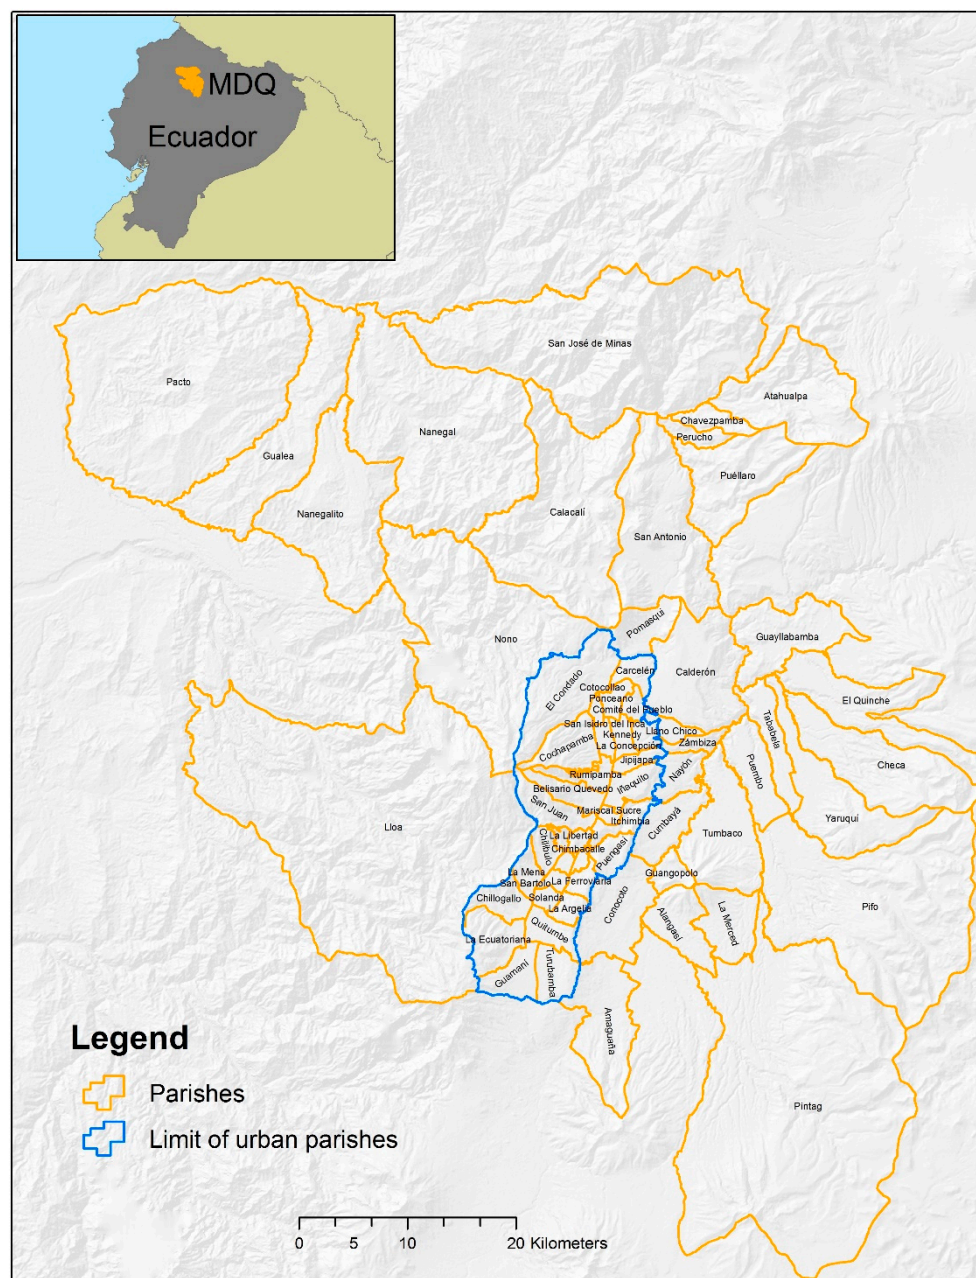 MDQ
Ecuador
San José de Minas
Pacto
Atahualpa
Chavezpamba
Nanegal
Perucho
Gualea
Puéllaro
Nanegalito
Calacalí
San Antonio
Pomasqui
Nono
Guayllabamba
Carcelén
Calderón
El Condado
Cotocollao
Ponceano
El Quinche
Comité del Pueblo
San Isidro del Inca
Llano Chico
Tababela
Kennedy
Cochapamba
La Concepción
Zámbiza
Jipijapa
Checa
Nayón
Puembo
Rumipamba
Iñaquito
Belisario Quevedo
San Juan
Mariscal Sucre
Itchimbía
Yaruquí
Cumbayá
Lloa
La Libertad
Tumbaco
Chilibulo
Chimbacalle
Puengasí
La Mena
Guangopolo
San Bartolo
La Ferroviaria
Chillogallo
Solanda
Conocoto
Pifo
La Argelia
Alangasí
La Merced
Quitumbe
La Ecuatoriana
Guamaní
Turubamba
Amaguaña
Pintag
Legend
Parishes
Limit of urban parishes
0 5 10 20 Kilometers